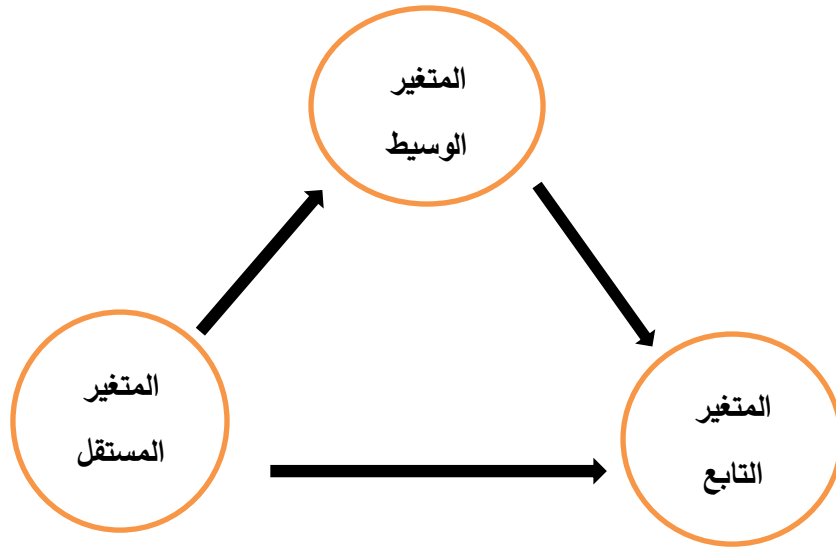 المتغير
الوسيط
المتغير
المستقل
المتغير
التابع